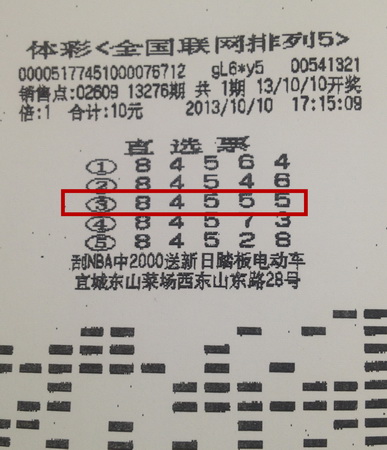 体彩<全国联网排列5>
00005177451000076712 gL6*y5 00541321
销售点:02609 13276期 共1期 13/10/10开奖
倍:1 合计:10元 2013/10/10 17:15:09
直选票
① 8 4 5 6 4
② 8 4 5 4 6
③ 8 4 5 5 5
④ 8 4 5 7 3
⑤ 8 4 5 2 8
刮NBA中2000送新日踏板电动车
宜城东山菜场西东山东路28号